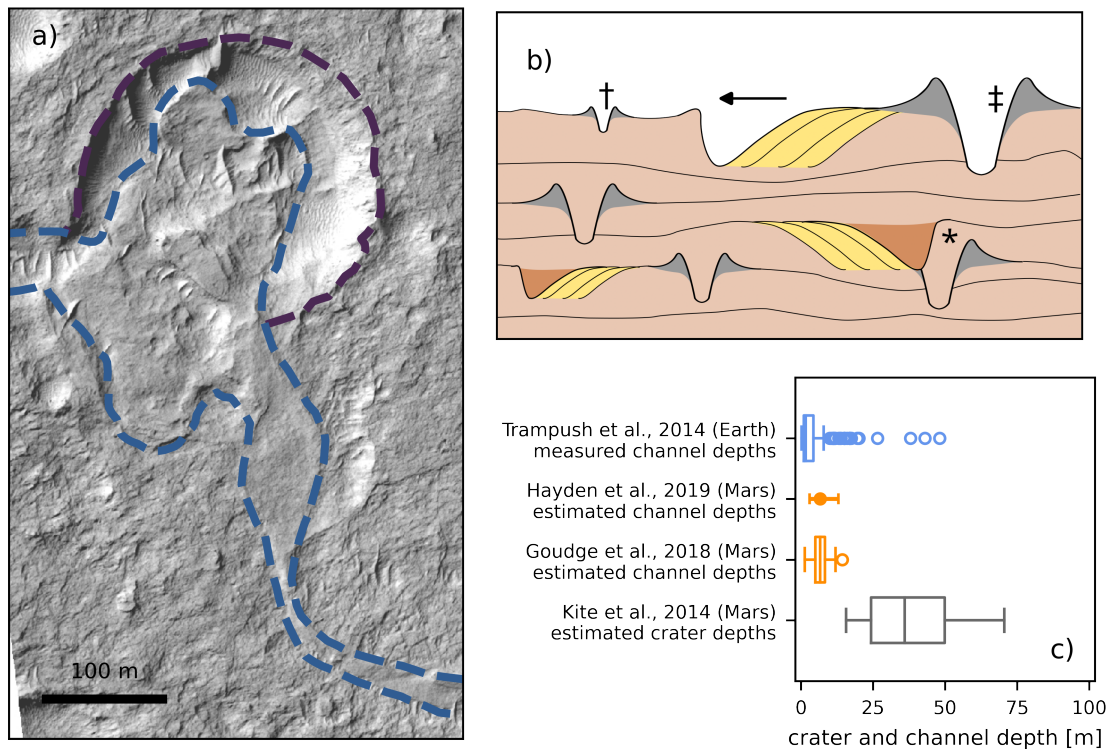 a)
100 m
b)
†
‡
*
Trampush et al., 2014 (Earth)
measured channel depths
Hayden et al., 2019 (Mars)
estimated channel depths
Goudge et al., 2018 (Mars)
estimated channel depths
Kite et al., 2014 (Mars)
estimated crater depths
c)
0 25 50 75 100
crater and channel depth [m]